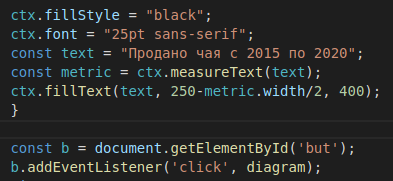 ctx.fillStyle = "black";
ctx.font = "25pt sans-serif";
const text = "Продано чая с 2015 по 2020";
const metric = ctx.measureText(text);
ctx.fillText(text, 250-metric.width/2, 400);
}
const b = document.getElementById('but');
b.addEventListener('click', diagram);